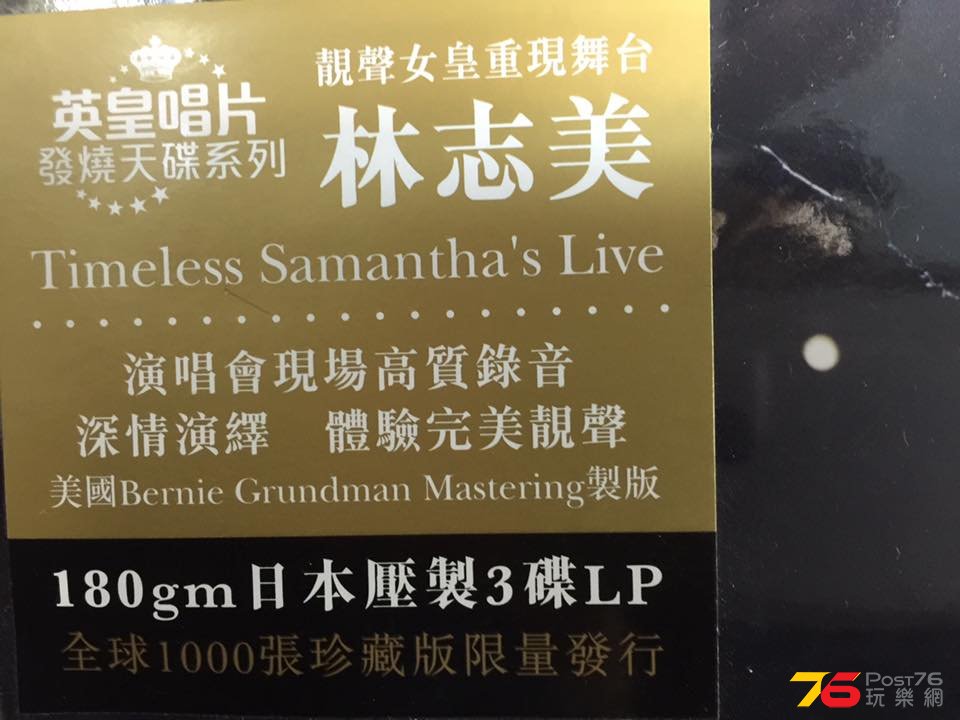 英皇唱片
發燒天碟系列
靚聲女皇重現舞台
林志美
Timeless Samantha's Live
演唱會現場高質錄音
深情演繹 體驗完美靚聲
美國Bernie Grundman Mastering製版
180gm日本壓製3碟LP
全球1000張珍藏版限量發行
76 POST76
玩樂網